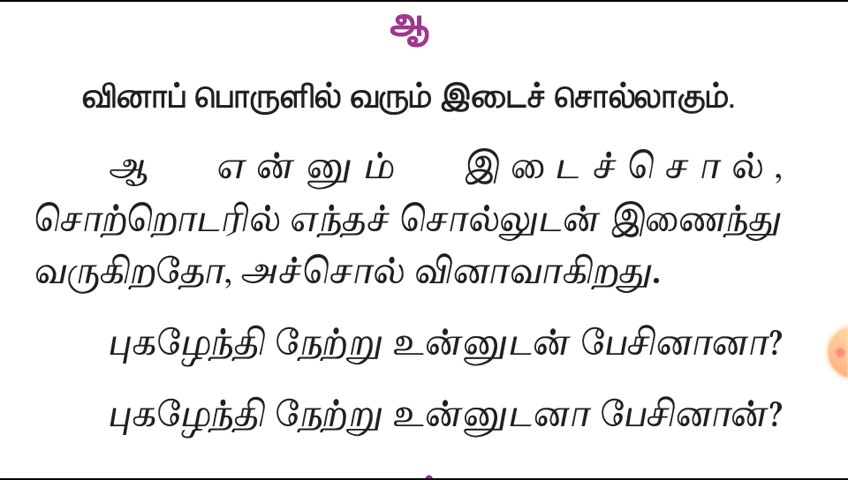 ஆ
வினாப் பொருளில் வரும் இடைச் சொல்லாகும்.
ஆ என்னும் இடைச்சொல்,
சொற்றொடரில் எந்தச் சொல்லுடன் இணைந்து
வருகிறதோ, அச்சொல் வினாவாகிறது.
புகழேந்தி நேற்று உன்னுடன் பேசினானா?
புகழேந்தி நேற்று உன்னுடனா பேசினான்?